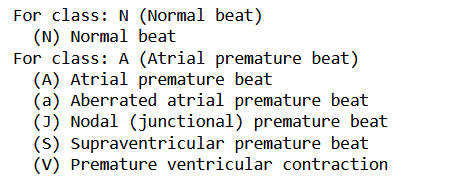 For class: N (Normal beat)
(N) Normal beat
For class: A (Atrial premature beat)
(A) Atrial premature beat
(a) Aberrated atrial premature beat
(J) Nodal (junctional) premature beat
(S) Supraventricular premature beat
(V) Premature ventricular contraction